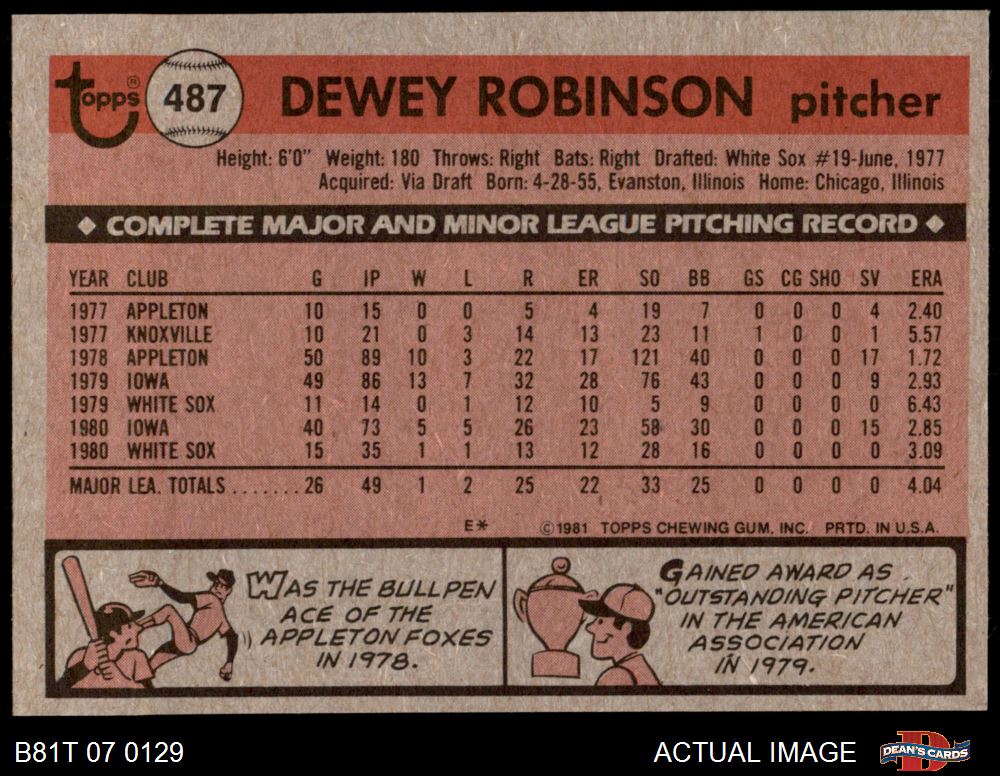 topps® 487 DEWEY ROBINSON pitcher
Height: 6'0" Weight: 180 Throws: Right Bats: Right Drafted: White Sox #19-June, 1977
Acquired: Via Draft Born: 4-28-55, Evanston, Illinois Home: Chicago, Illinois
◆ COMPLETE MAJOR AND MINOR LEAGUE PITCHING RECORD ◆
YEAR CLUB G IP W L R ER SO BB GS CG SHO SV ERA
1977 APPLETON 10 15 0 0 5 4 19 7 0 0 0 4 2.40
1977 KNOXVILLE 10 21 0 3 14 13 23 11 1 0 0 1 5.57
1978 APPLETON 50 89 10 3 22 17 121 40 0 0 0 17 1.72
1979 IOWA 49 86 13 7 32 28 76 43 0 0 0 9 2.93
1979 WHITE SOX 11 14 0 1 12 10 5 9 0 0 0 0 6.43
1980 IOWA 40 73 5 5 26 23 58 30 0 0 0 15 2.85
1980 WHITE SOX 15 35 1 1 13 12 28 16 0 0 0 0 3.09
MAJOR LEA. TOTALS ....... 26 49 1 2 25 22 33 25 0 0 0 0 4.04
E* ©1981 TOPPS CHEWING GUM, INC. PRTD. IN U.S.A.
WAS THE BULLPEN
ACE OF THE
APPLETON FOXES
IN 1978.
GAINED AWARD AS
"OUTSTANDING PITCHER"
IN THE AMERICAN
ASSOCIATION
IN 1979.
B81T 07 0129 ACTUAL IMAGE DEAN'S CARDS